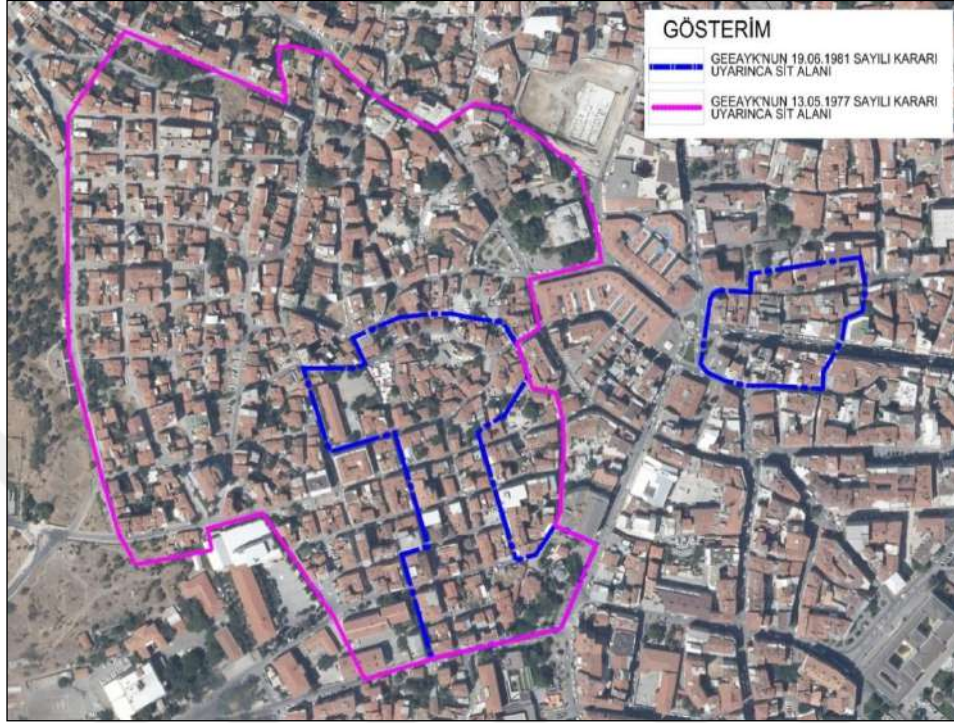 GÖSTERİM
GEEAYK'NUN 19.06.1981 SAYILI KARARI
UYARINCA SİT ALANI
GEEAYK'NUN 13.05.1977 SAYILI KARARI
UYARINCA SİT ALANI